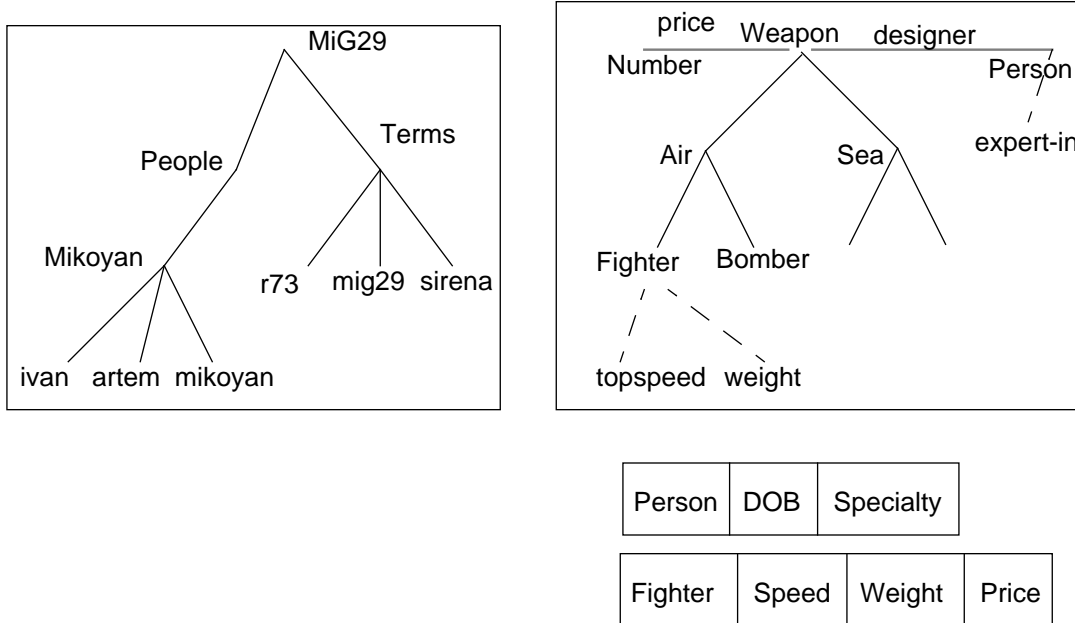 MiG29
People
Terms
Mikoyan
r73 mig29 sirena
ivan artem mikoyan
price Weapon designer
Number Person
Air Sea expert-in
Fighter Bomber
topspeed weight
Person DOB Specialty
Fighter Speed Weight Price